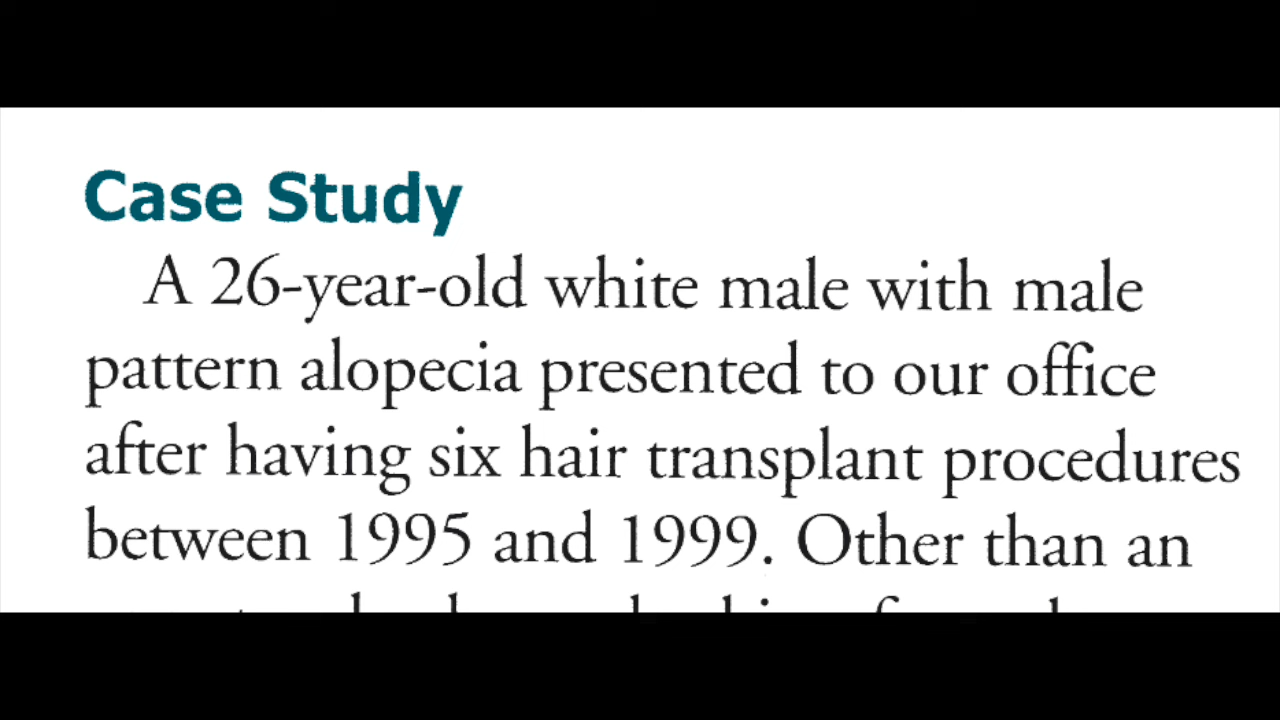 Case Study
A 26-year-old white male with male
pattern alopecia presented to our office
after having six hair transplant procedures
between 1995 and 1999. Other than an